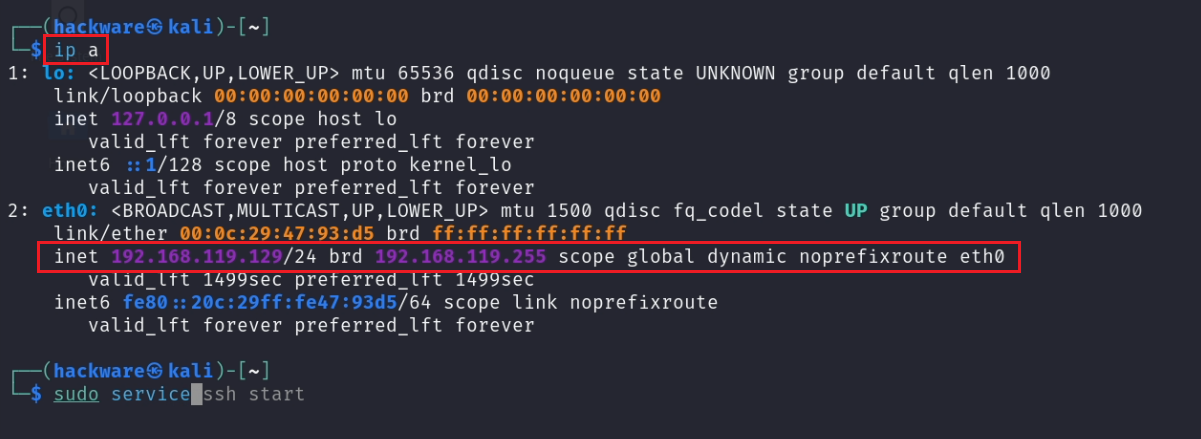 ┌──(hackware㉿kali)-[~]
└─$ ip a
1: lo: <LOOPBACK,UP,LOWER_UP> mtu 65536 qdisc noqueue state UNKNOWN group default qlen 1000
    link/loopback 00:00:00:00:00:00 brd 00:00:00:00:00:00
    inet 127.0.0.1/8 scope host lo
       valid_lft forever preferred_lft forever
    inet6 ::1/128 scope host proto kernel_lo
       valid_lft forever preferred_lft forever
2: eth0: <BROADCAST,MULTICAST,UP,LOWER_UP> mtu 1500 qdisc fq_codel state UP group default qlen 1000
    link/ether 00:0c:29:47:93:d5 brd ff:ff:ff:ff:ff:ff
    inet 192.168.119.129/24 brd 192.168.119.255 scope global dynamic noprefixroute eth0
       valid_lft 1499sec preferred_lft 1499sec
    inet6 fe80::20c:29ff:fe47:93d5/64 scope link noprefixroute
       valid_lft forever preferred_lft forever
┌──(hackware㉿kali)-[~]
└─$ sudo service ssh start